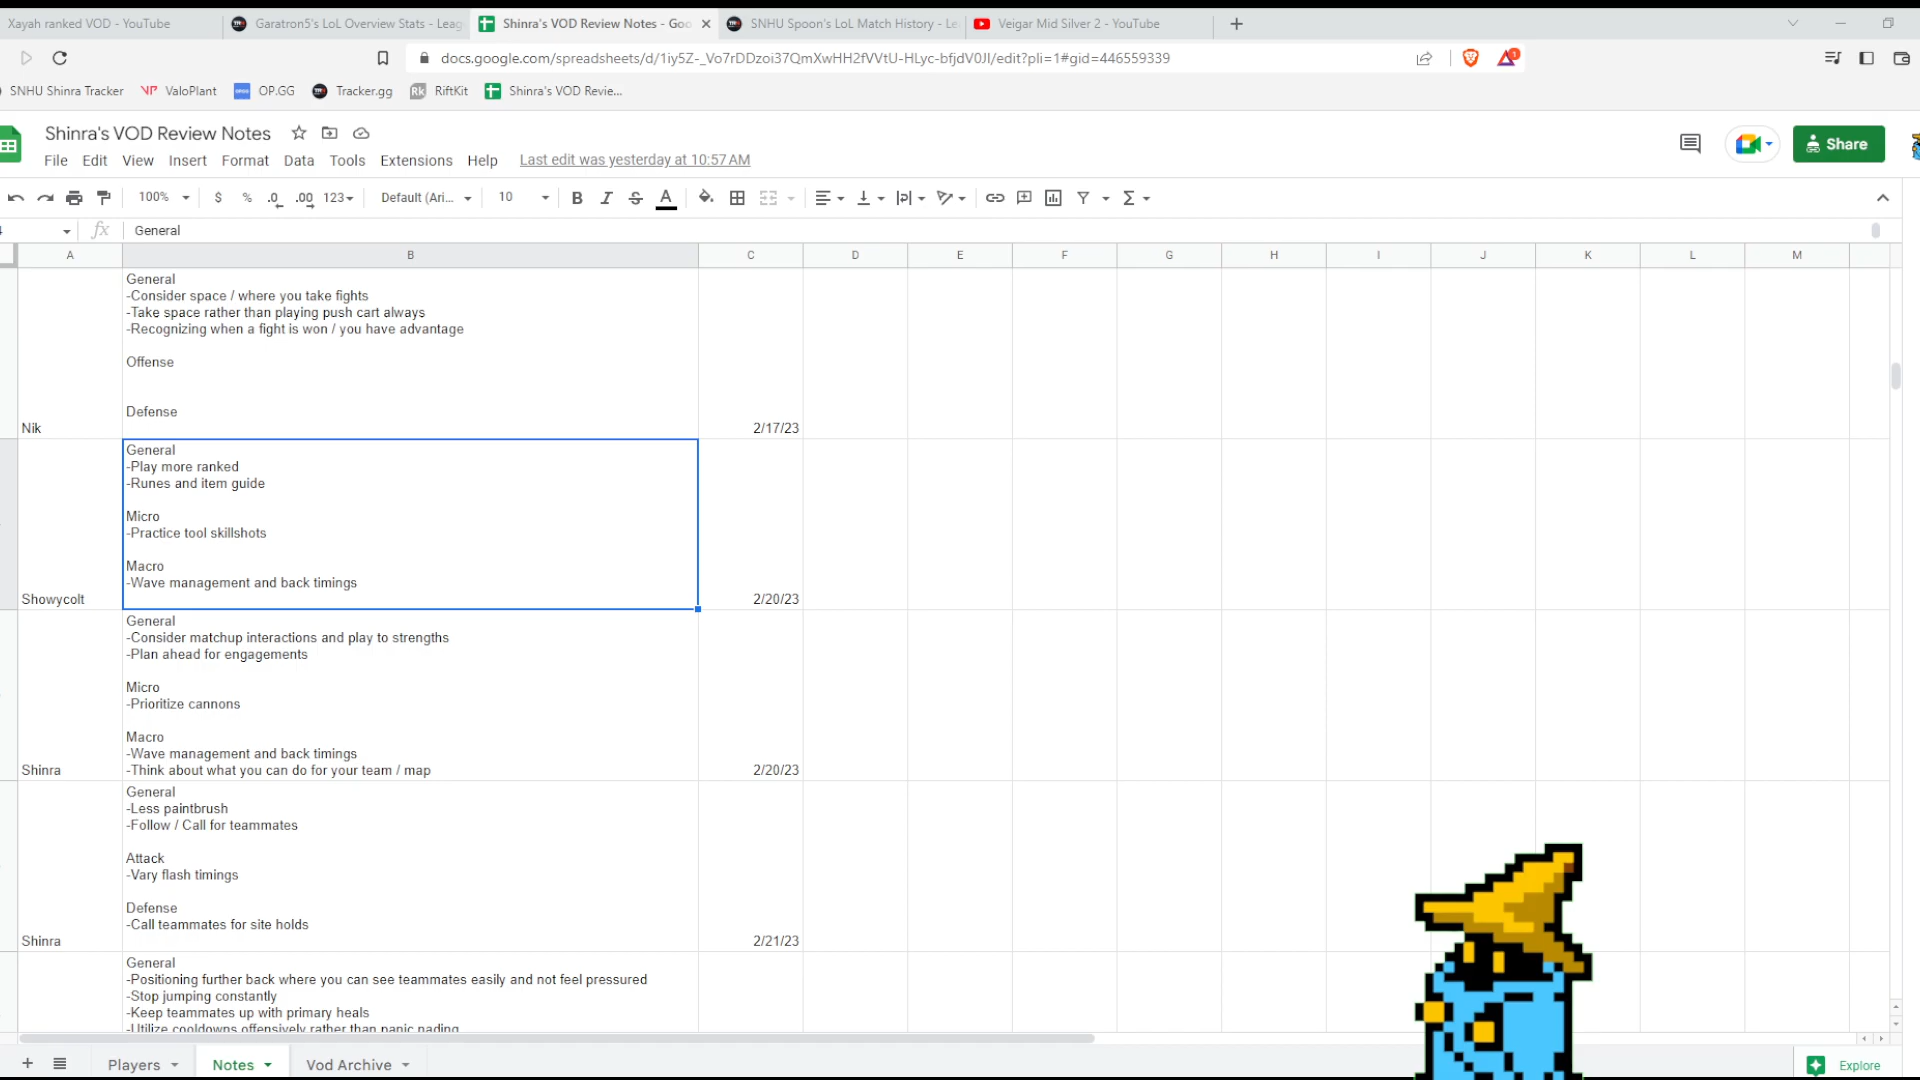 Xayah ranked VOD - YouTube
Garatron5's LoL Overview Stats - Leag
Shinra's VOD Review Notes - Goo
SNHU Spoon's LoL Match History - Le
Veigar Mid Silver 2 - YouTube
docs.google.com/spreadsheets/d/1iy5Z-_Vo7rDDzoi37QmXwHH2fVVtU-HLyc-bfjdV0JI/edit?pli=1#gid=446559339
1
SNHU Shinra Tracker
ValoPlant
OP.GG
Tracker.gg
RiftKit
Shinra's VOD Revie...
Shinra's VOD Review Notes
Share
File Edit View Insert Format Data Tools Extensions Help Last edit was yesterday at 10:57 AM
100% $ % .0 .00 123 Default (Ari... 10 B I S A Σ
fx General
A B C D E F G H I J K L M
General
-Consider space / where you take fights
-Take space rather than playing push cart always
-Recognizing when a fight is won / you have advantage
Offense
Defense
Nik 2/17/23
General
-Play more ranked
-Runes and item guide
Micro
-Practice tool skillshots
Macro
-Wave management and back timings
Showycolt 2/20/23
General
-Consider matchup interactions and play to strengths
-Plan ahead for engagements
Micro
-Prioritize cannons
Macro
-Wave management and back timings
-Think about what you can do for your team / map
Shinra 2/20/23
General
-Less paintbrush
-Follow / Call for teammates
Attack
-Vary flash timings
Defense
-Call teammates for site holds
Shinra 2/21/23
General
-Positioning further back where you can see teammates easily and not feel pressured
-Stop jumping constantly
-Keep teammates up with primary heals
-Utilize cooldowns offensively rather than panic nading
Players
Notes
Vod Archive
Explore